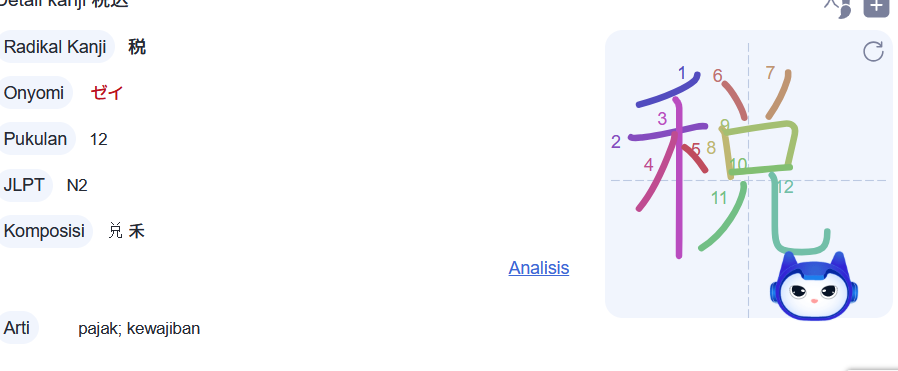 Detail kanji 税込
Radikal Kanji 税
Onyomi ゼイ
Pukulan 12
JLPT N2
Komposisi 兑 禾
Analisis
Arti pajak; kewajiban
1 6 7
3 9
2 5 8
4 10
11 12